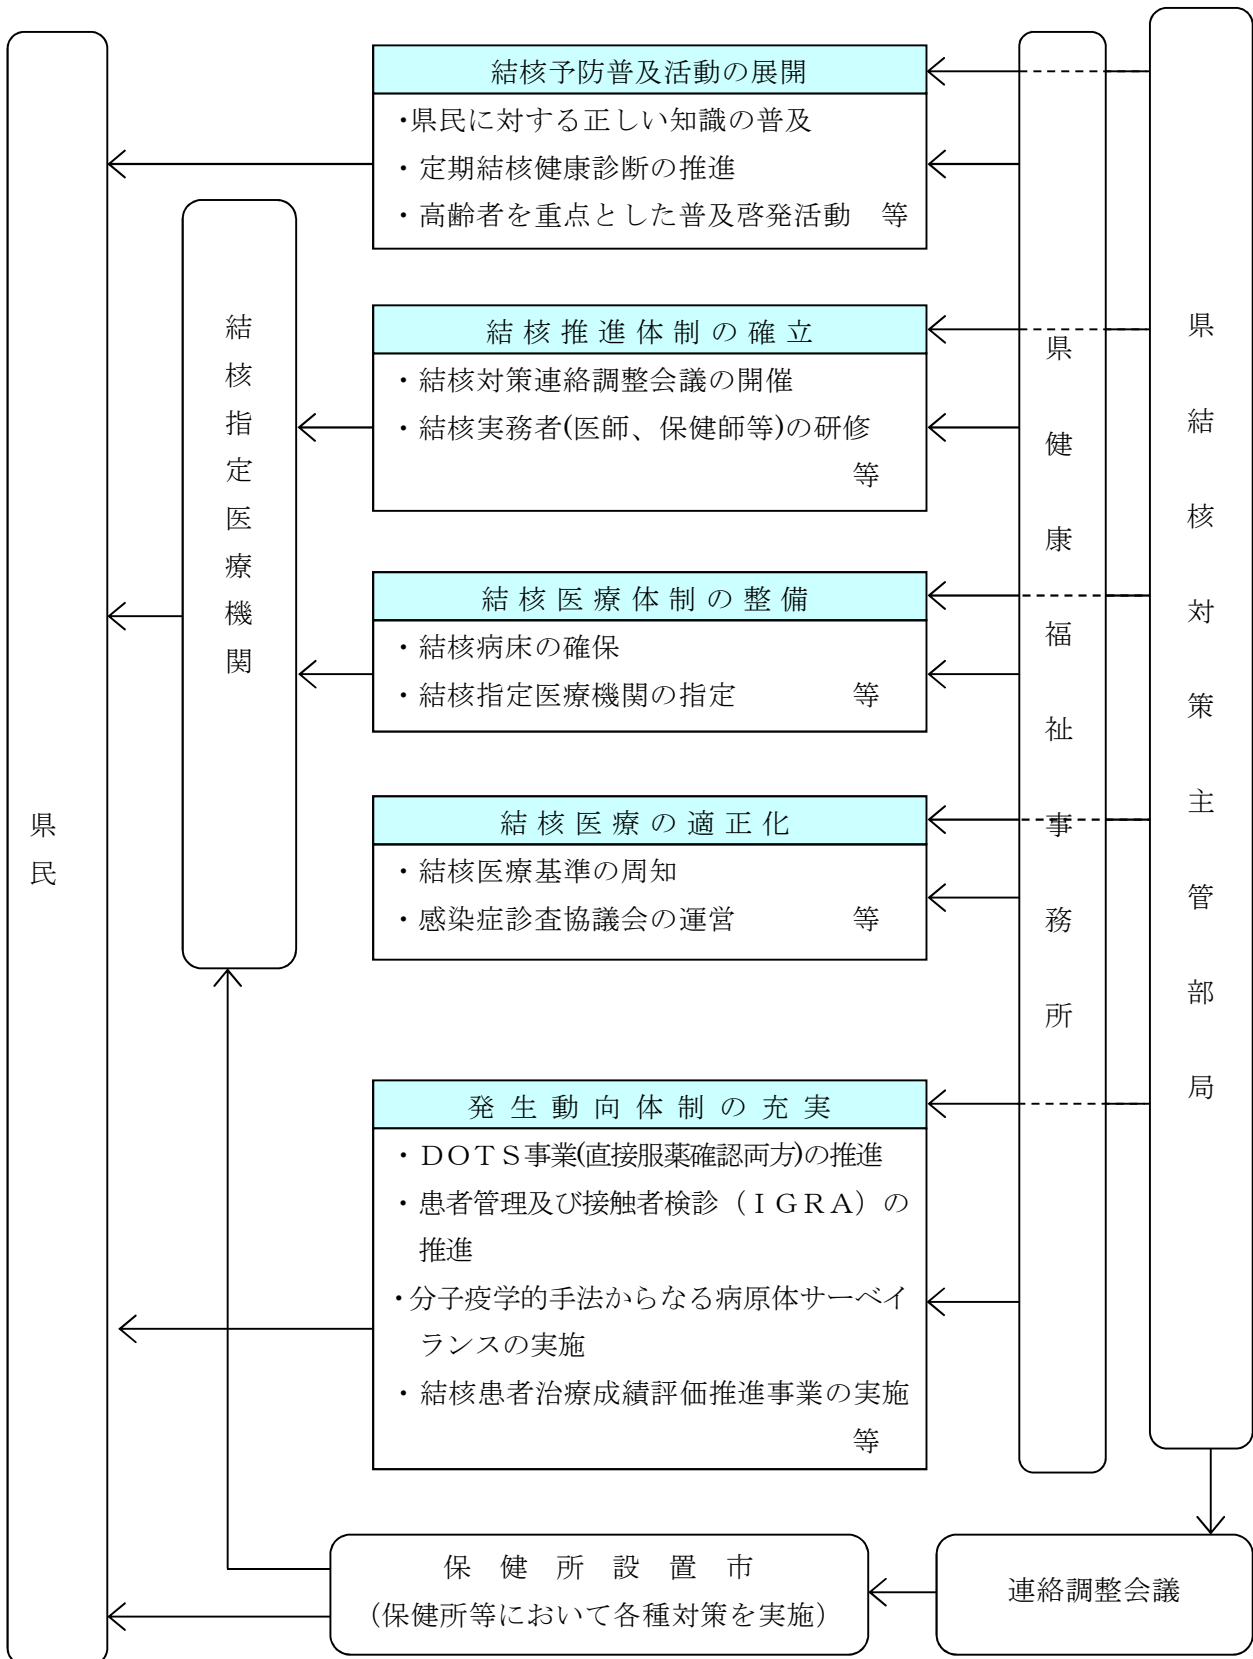 結核予防普及活動の展開
・県民に対する正しい知識の普及
・定期結核健康診断の推進
・高齢者を重点とした普及啓発活動　等
結核推進体制の確立
・結核対策連絡調整会議の開催
・結核実務者(医師、保健師等)の研修
等
結核医療体制の整備
・結核病床の確保
・結核指定医療機関の指定　等
結核医療の適正化
・結核医療基準の周知
・感染症診査協議会の運営　等
発生動向体制の充実
・ＤＯＴＳ事業(直接服薬確認両方)の推進
・患者管理及び接触者検診（ＩＧＲＡ）の
推進
・分子疫学的手法からなる病原体サーベイ
ランスの実施
・結核患者治療成績評価推進事業の実施
等
県民
結核指定医療機関
県健康福祉事務所
県結核対策主管部局
保健所設置市
(保健所等において各種対策を実施)
連絡調整会議